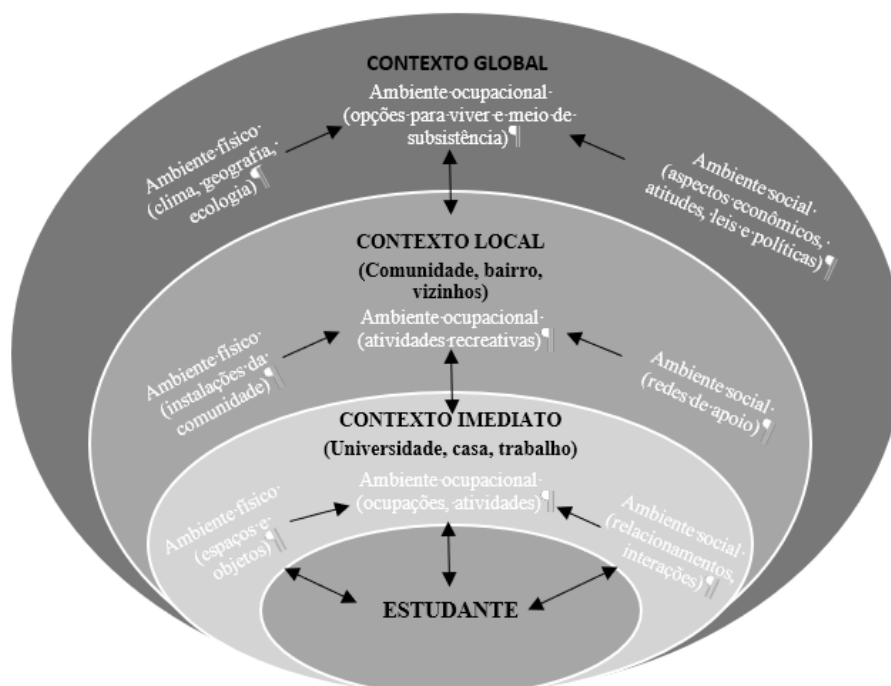 CONTEXTO GLOBAL
Ambiente·ocupacional·
(opções·para·viver·e·meio·de·
subsistência)¶
Ambiente·físico·
(clima,·geografia,·
ecologia)¶
Ambiente·social·
(aspectos·econômicos,·
atitudes,·leis·e·políticas)¶
CONTEXTO LOCAL
(Comunidade, bairro,
vizinhos)
Ambiente·ocupacional·
(atividades·recreativas)¶
Ambiente·físico·
(instalações·da·
comunidade)¶
Ambiente·social·
(redes·de·apoio)¶
CONTEXTO IMEDIATO
(Universidade, casa, trabalho)
Ambiente·ocupacional·
(ocupações,·atividades)¶
Ambiente·físico·
(espaços·e·
objetos)¶
Ambiente·social·
(relacionamentos,·
interações)¶
ESTUDANTE